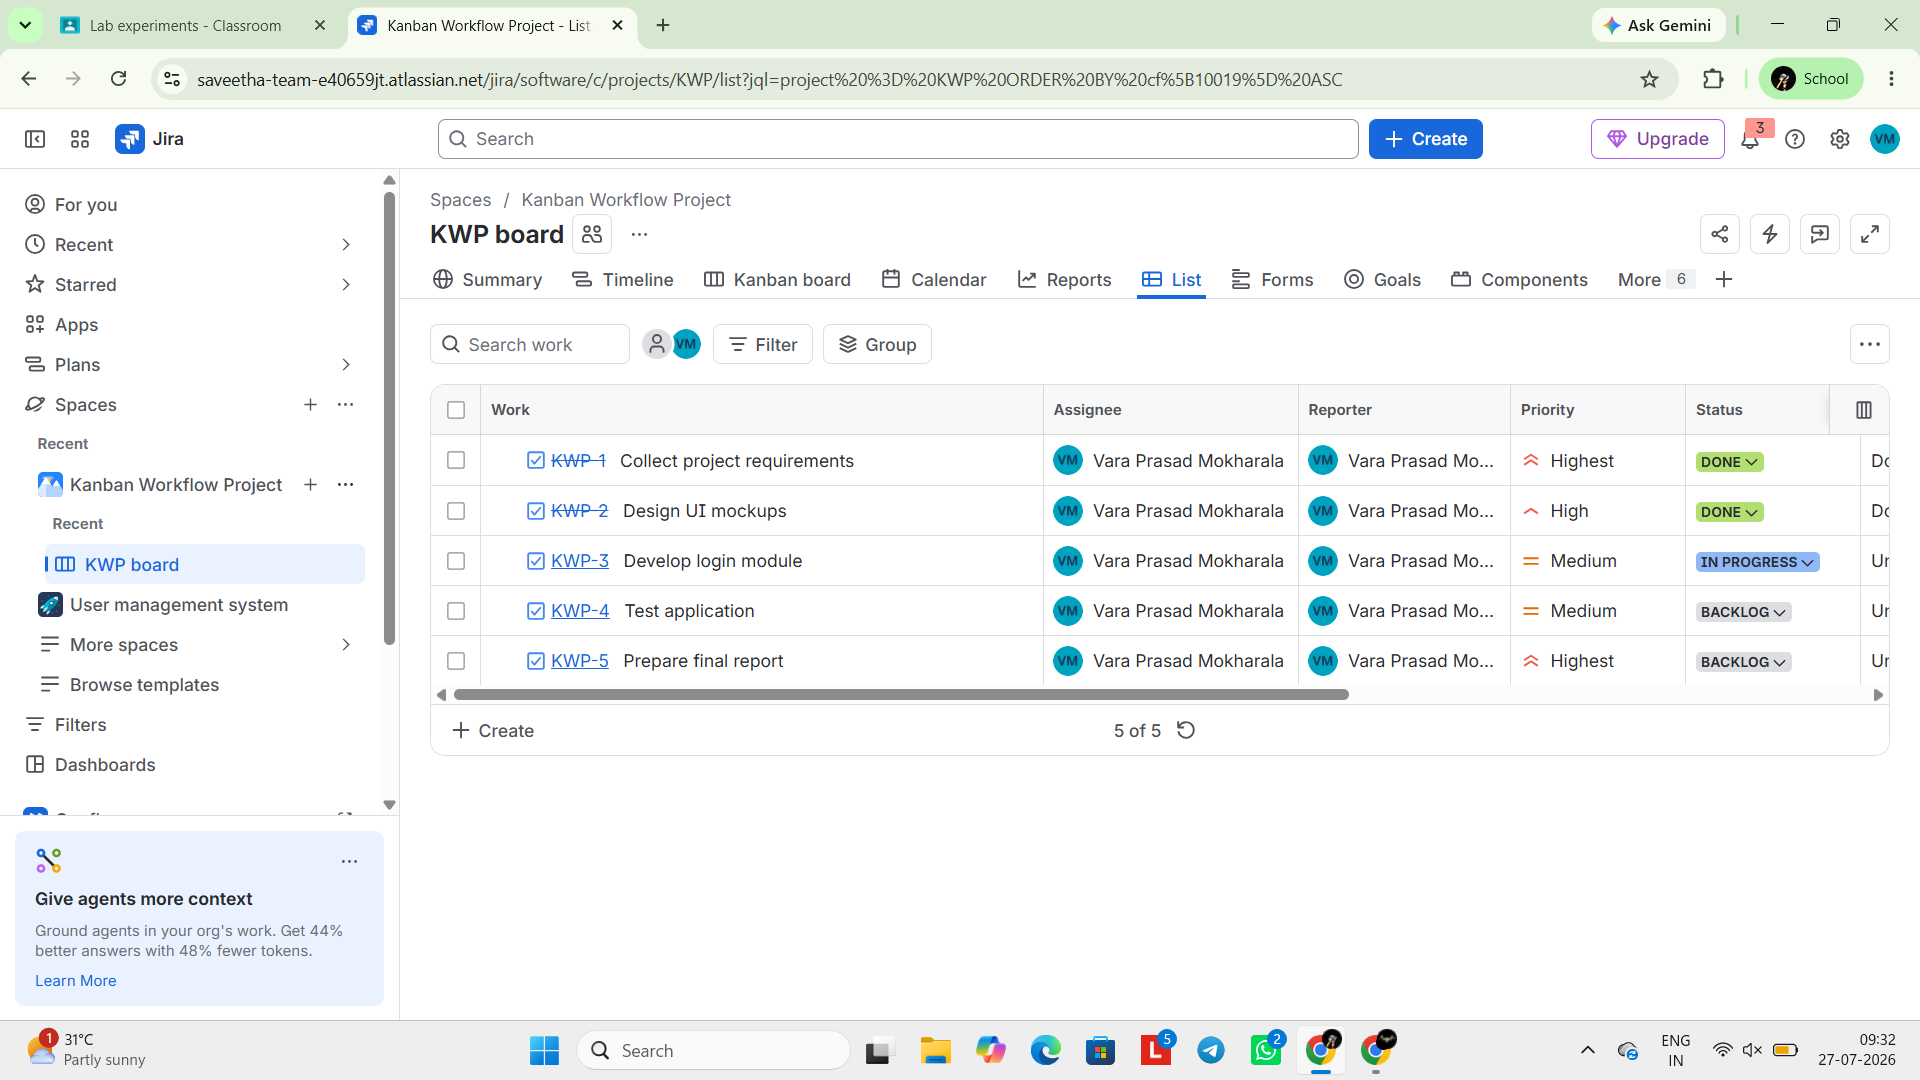 Lab experiments - Classroom
Kanban Workflow Project - List
Ask Gemini
saveetha-team-e40659jt.atlassian.net/jira/software/c/projects/KWP/list?jql=project%20%3D%20KWP%20ORDER%20BY%20cf%5B10019%5D%20ASC
School
Jira
Search
Create
Upgrade
3
VM
For you
Recent
Starred
Apps
Plans
Spaces
Recent
Kanban Workflow Project
Recent
KWP board
User management system
More spaces
Browse templates
Filters
Dashboards
Give agents more context
Ground agents in your org's work. Get 44%
better answers with 48% fewer tokens.
Learn More
Spaces / Kanban Workflow Project
KWP board
Summary Timeline Kanban board Calendar Reports List Forms Goals Components More 6
Search work VM Filter Group
Work Assignee Reporter Priority Status
KWP-1 Collect project requirements VM Vara Prasad Mokharala VM Vara Prasad Mo... Highest DONE Do
KWP-2 Design UI mockups VM Vara Prasad Mokharala VM Vara Prasad Mo... High DONE Do
KWP-3 Develop login module VM Vara Prasad Mokharala VM Vara Prasad Mo... Medium IN PROGRESS Un
KWP-4 Test application VM Vara Prasad Mokharala VM Vara Prasad Mo... Medium BACKLOG Un
KWP-5 Prepare final report VM Vara Prasad Mokharala VM Vara Prasad Mo... Highest BACKLOG Un
Create 5 of 5
1
31°C
Partly sunny
Search
5
2
ENG
IN
09:32
27-07-2026